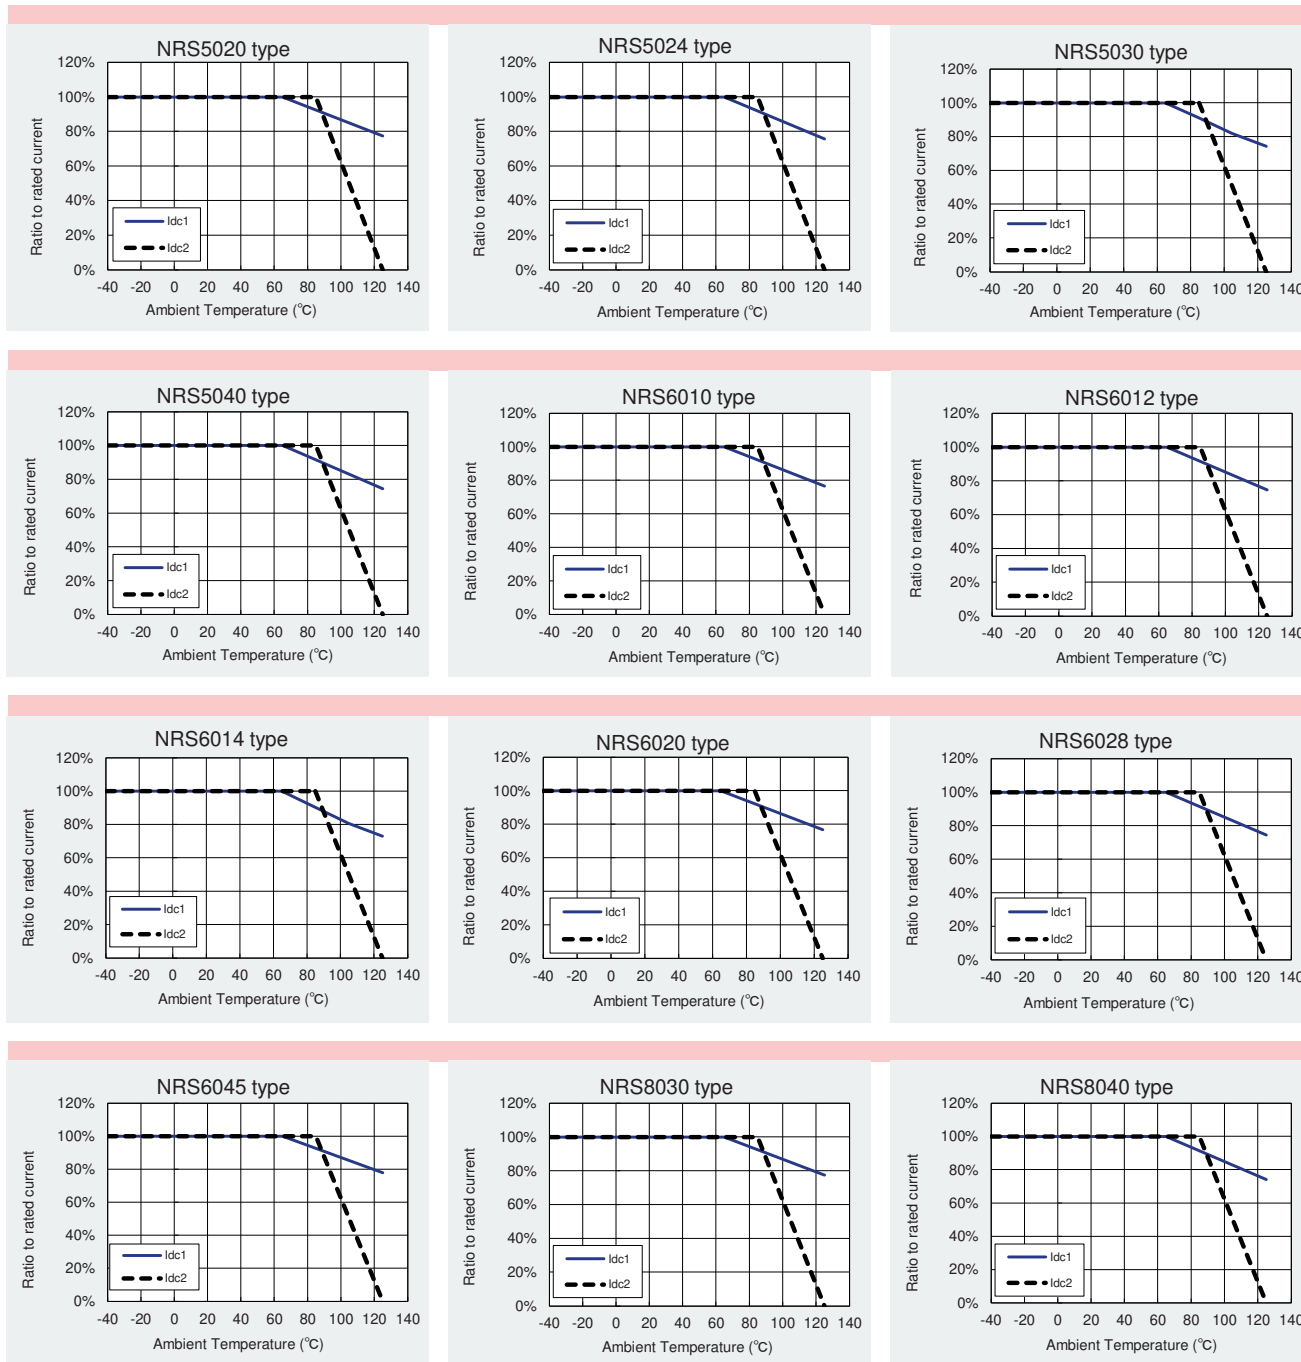 NRS5020 type
120%
100%
80%
60%
40%
20%
0%
Ratio to rated current
Idc1
Idc2
-40 -20 0 20 40 60 80 100 120 140
Ambient Temperature (℃)
NRS5024 type
120%
100%
80%
60%
40%
20%
0%
Ratio to rated current
Idc1
Idc2
-40 -20 0 20 40 60 80 100 120 140
Ambient Temperature (℃)
NRS5030 type
120%
100%
80%
60%
40%
20%
0%
Ratio to rated current
Idc1
Idc2
-40 -20 0 20 40 60 80 100 120 140
Ambient Temperature (℃)
NRS5040 type
120%
100%
80%
60%
40%
20%
0%
Ratio to rated current
Idc1
Idc2
-40 -20 0 20 40 60 80 100 120 140
Ambient Temperature (℃)
NRS6010 type
120%
100%
80%
60%
40%
20%
0%
Ratio to rated current
Idc1
Idc2
-40 -20 0 20 40 60 80 100 120 140
Ambient Temperature (℃)
NRS6012 type
120%
100%
80%
60%
40%
20%
0%
Ratio to rated current
Idc1
Idc2
-40 -20 0 20 40 60 80 100 120 140
Ambient Temperature (℃)
NRS6014 type
120%
100%
80%
60%
40%
20%
0%
Ratio to rated current
Idc1
Idc2
-40 -20 0 20 40 60 80 100 120 140
Ambient Temperature (℃)
NRS6020 type
120%
100%
80%
60%
40%
20%
0%
Ratio to rated current
Idc1
Idc2
-40 -20 0 20 40 60 80 100 120 140
Ambient Temperature (℃)
NRS6028 type
120%
100%
80%
60%
40%
20%
0%
Ratio to rated current
Idc1
Idc2
-40 -20 0 20 40 60 80 100 120 140
Ambient Temperature (℃)
NRS6045 type
120%
100%
80%
60%
40%
20%
0%
Ratio to rated current
Idc1
Idc2
-40 -20 0 20 40 60 80 100 120 140
Ambient Temperature (℃)
NRS8030 type
120%
100%
80%
60%
40%
20%
0%
Ratio to rated current
Idc1
Idc2
-40 -20 0 20 40 60 80 100 120 140
Ambient Temperature (℃)
NRS8040 type
120%
100%
80%
60%
40%
20%
0%
Ratio to rated current
Idc1
Idc2
-40 -20 0 20 40 60 80 100 120 140
Ambient Temperature (℃)